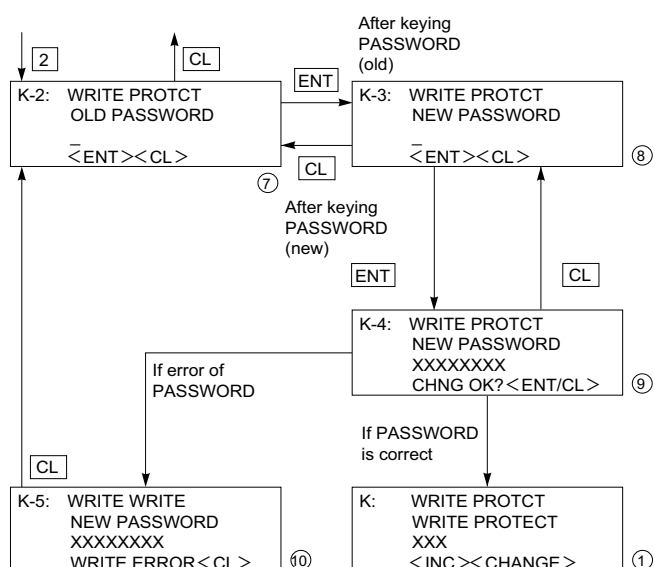 2
CL
After keying
PASSWORD
(old)
K-2: WRITE PROTCT
OLD PASSWORD
_
<ENT><CL>
7
ENT
CL
K-3: WRITE PROTCT
NEW PASSWORD
_
<ENT><CL>
8
After keying
PASSWORD
(new)
ENT
CL
K-4: WRITE PROTCT
NEW PASSWORD
XXXXXXXX
CHNG OK?<ENT/CL>
9
If error of
PASSWORD
If PASSWORD
is correct
CL
K-5: WRITE WRITE
NEW PASSWORD
XXXXXXXX
WRITE ERROR<CL>
10
K: WRITE PROTCT
WRITE PROTECT
XXX
<INC><CHANGE>
1